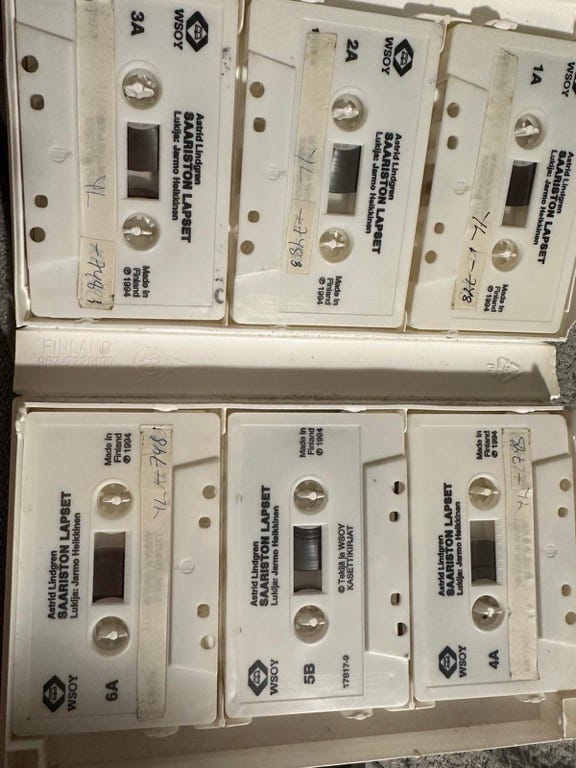 1A
WSOY
Astrid Lindgren
SAARISTON LAPSET
Lukija: Jarmo Heikkinen
Made in
Finland
℗ 1994
2A
WSOY
Astrid Lindgren
SAARISTON LAPSET
Lukija: Jarmo Heikkinen
Made in
Finland
℗ 1994
3A
WSOY
Astrid Lindgren
SAARISTON LAPSET
Lukija: Jarmo Heikkinen
Made in
Finland
℗ 1994
FINLAND
4A
WSOY
Astrid Lindgren
SAARISTON LAPSET
Lukija: Jarmo Heikkinen
Made in
Finland
℗ 1994
5B
WSOY
Astrid Lindgren
SAARISTON LAPSET
Lukija: Jarmo Heikkinen
Made in
Finland
℗ 1994
© Tekijä ja WSOY
KASETTIKIRJAT
17817-9
6A
WSOY
Astrid Lindgren
SAARISTON LAPSET
Lukija: Jarmo Heikkinen
Made in
Finland
℗ 1994